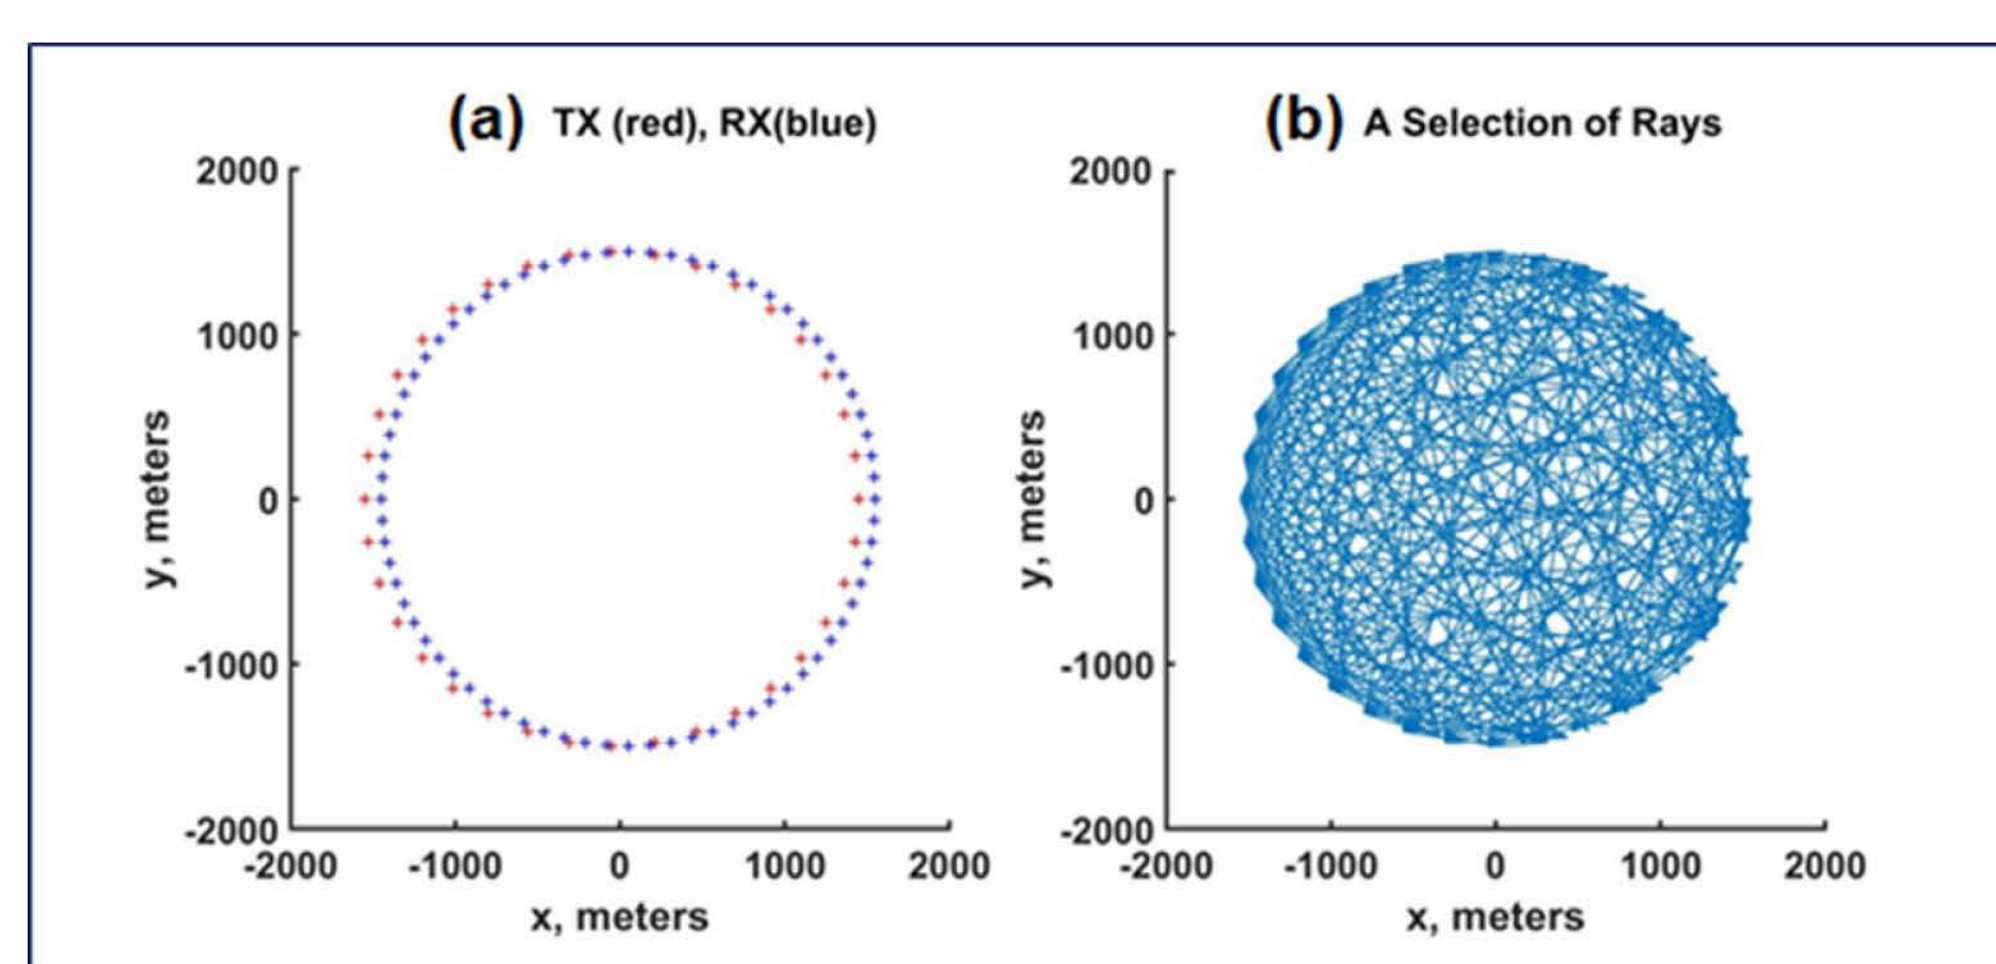 (a) TX (red), RX(blue)
2000
1000
0
-1000
-2000
-2000 -1000 0 1000 2000
x, meters
y, meters
(b) A Selection of Rays
2000
1000
0
-1000
-2000
-2000 -1000 0 1000 2000
x, meters
y, meters